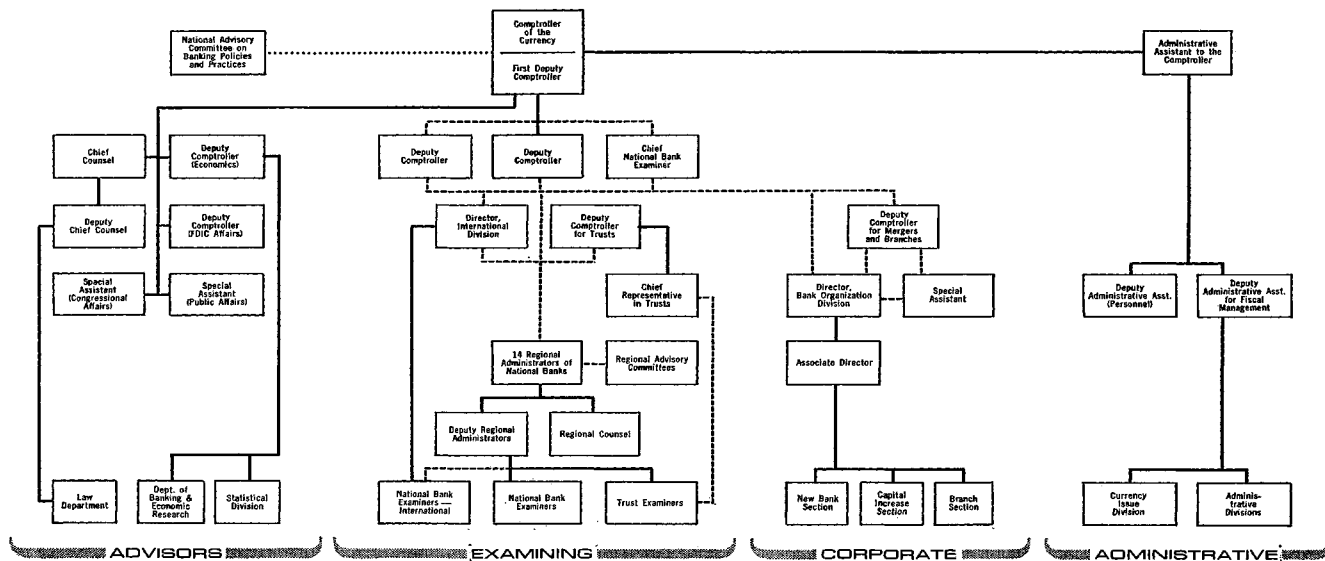 Comptroller
of the
Currency
First Deputy
Comptroller
National Advisory
Committee on
Banking Policies
and Practices
Administrative
Assistant to the
Comptroller
Chief
Counsel
Deputy
Comptroller
(Economics)
Deputy
Comptroller
Deputy
Comptroller
Chief
National Bank
Examiner
Deputy
Chief Counsel
Deputy
Comptroller
(FDIC Affairs)
Director,
International
Division
Deputy
Comptroller
for Trusts
Deputy
Comptroller
for Mergers
and Branches
Special
Assistant
(Congressional
Affairs)
Special
Assistant
(Public Affairs)
Chief
Representative
in Trusts
Director,
Bank Organization
Division
Special
Assistant
Deputy
Administrative Asst.
(Personnel)
Deputy
Administrative Asst.
for Fiscal
Management
14 Regional
Administrators of
National Banks
Regional Advisory
Committees
Associate Director
Deputy Regional
Administrators
Regional Counsel
Law
Department
Dept. of
Banking &
Economic
Research
Statistical
Division
National Bank
Examiners—
International
National Bank
Examiners
Trust Examiners
New Bank
Section
Capital
Increase
Section
Branch
Section
Currency
Issue
Division
Adminis-
trative
Divisions
ADVISORS
EXAMINING
CORPORATE
ADMINISTRATIVE